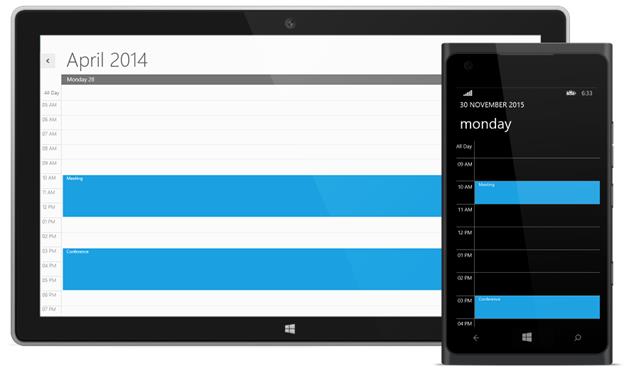 April 2014
Monday 28
All Day
05 AM
06 AM
07 AM
08 AM
09 AM
10 AM
Meeting
11 AM
12 PM
01 PM
02 PM
03 PM
Conference
04 PM
05 PM
06 PM
07 PM
6:33
30 NOVEMBER 2015
monday
All Day
09 AM
10 AM
Meeting
11 AM
12 PM
01 PM
02 PM
03 PM
Conference
04 PM